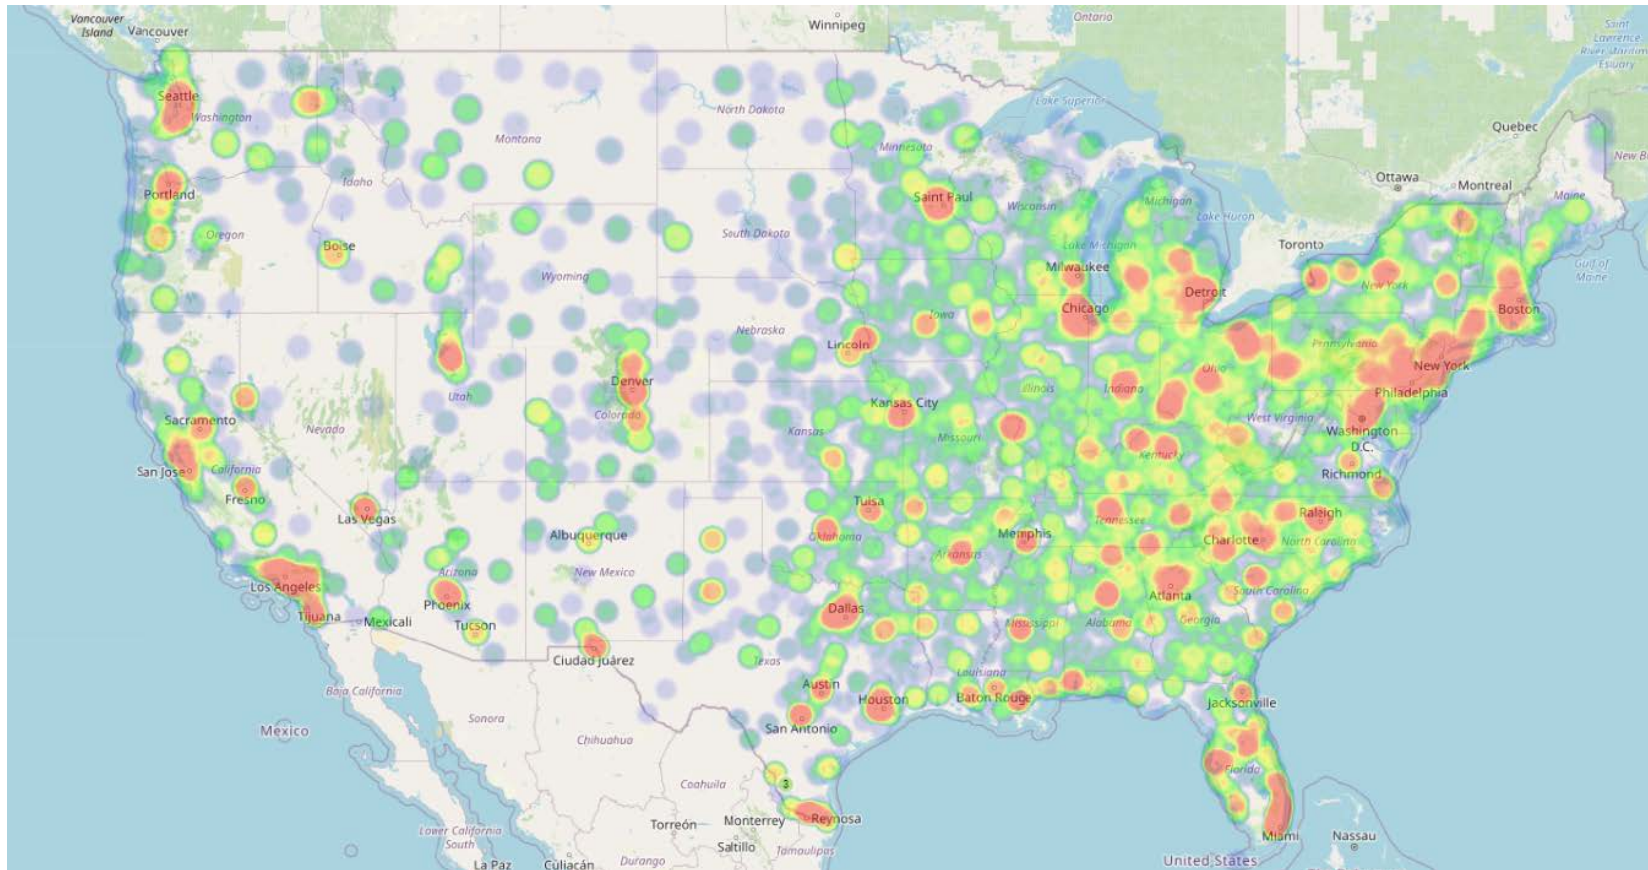 Vancouver
Island
Vancouver
Winnipeg
Ontario
Saint
Lawrence
River Maritim
Estuary
Seattle
Washington
Montana
North Dakota
Minnesota
Lake Superior
Quebec
New B
Ottawa
Montreal
Maine
Portland
Idaho
Oregon
Boise
Saint Paul
Wisconsin
Michigan
Lake Huron
South Dakota
Lake Michigan
Toronto
Wyoming
Milwaukee
Gulf of
Maine
New York
Detroit
Chicago
Iowa
Boston
Nebraska
Lincoln
Pennsylvania
New York
Ohio
Philadelphia
Denver
Utah
Illinois
Indiana
Kansas City
Colorado
Sacramento
Nevada
Kansas
Missouri
West Virginia
Washington
D.C.
Kentucky
San Jose
California
Richmond
Fresno
Las Vegas
Tulsa
Raleigh
Tennessee
Albuquerque
Oklahoma
Memphis
Charlotte
North Carolina
Arkansas
Los Angeles
Arizona
New Mexico
South Carolina
Atlanta
Phoenix
Dallas
Tijuana
Mexicali
Tucson
Mississippi
Alabama
Georgia
Ciudad Juárez
Texas
Louisiana
Baja California
Austin
Houston
Baton Rouge
Jacksonville
Sonora
San Antonio
Mexico
Chihuahua
Florida
Coahuila
3
Torreón
Monterrey
Reynosa
Lower California
South
Saltillo
Tamaulipas
Miami
Nassau
La Paz
Culiacán
Durango
United States